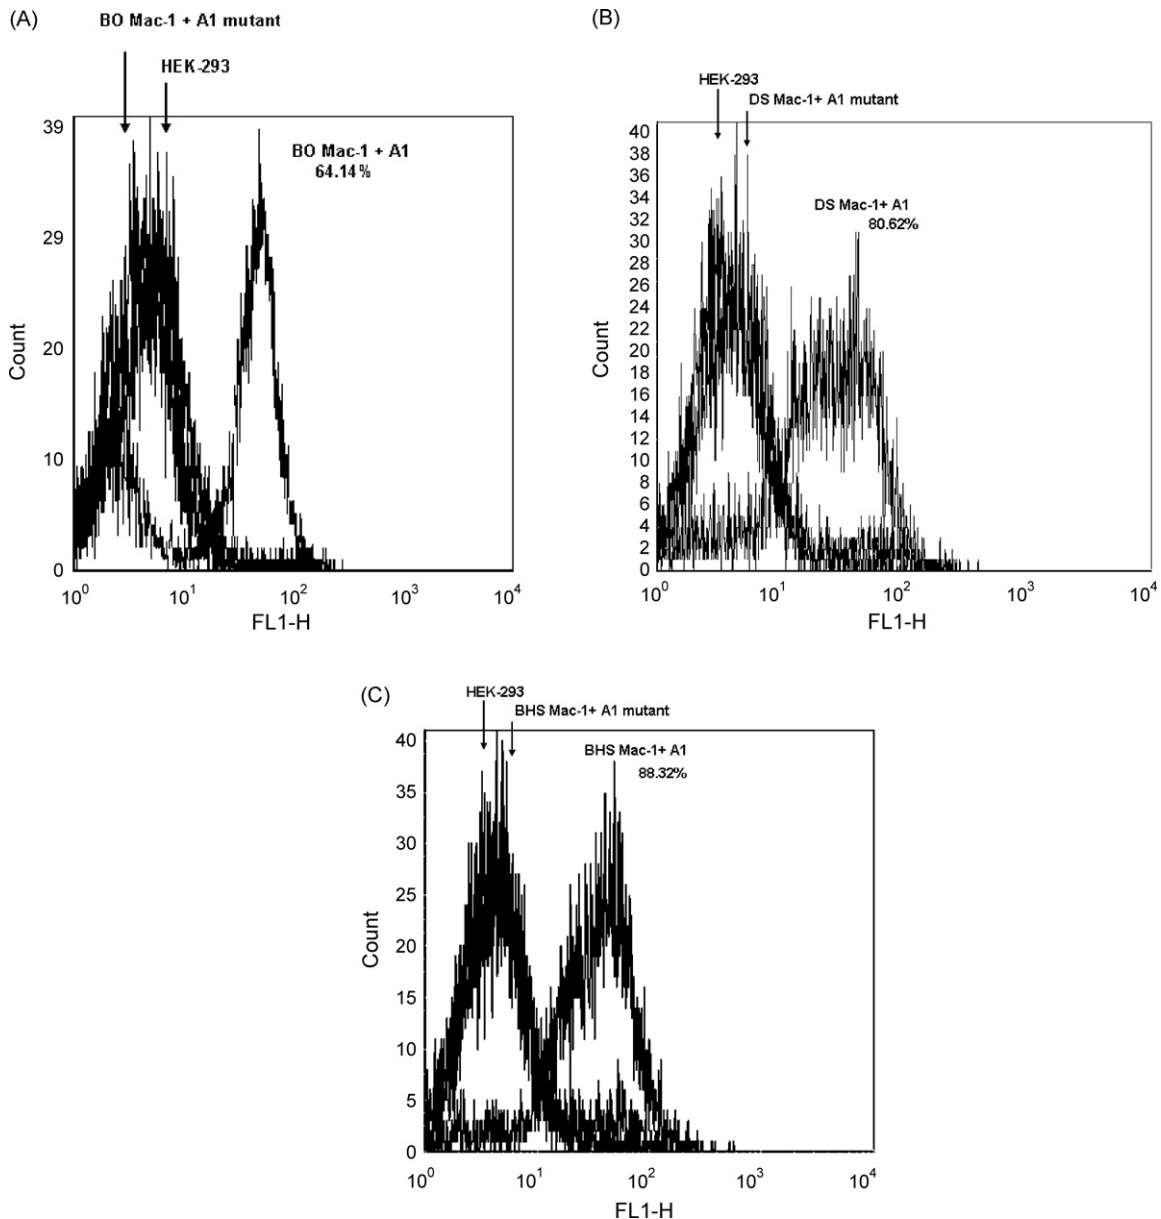 (A)
BO Mac-1 + A1 mutant
HEK-293
BO Mac-1 + A1
64.14%
39
29
20
10
0
Count
10^0 10^1 10^2 10^3 10^4
FL1-H
(B)
HEK-293
DS Mac-1+ A1 mutant
DS Mac-1+ A1
80.62%
40
38
36
34
32
30
28
26
24
22
20
18
16
14
12
10
8
6
4
2
0
Count
10^0 10^1 10^2 10^3 10^4
FL1-H
(C)
HEK-293
BHS Mac-1+ A1 mutant
BHS Mac-1+ A1
88.32%
40
35
30
25
20
15
10
5
0
Count
10^0 10^1 10^2 10^3 10^4
FL1-H